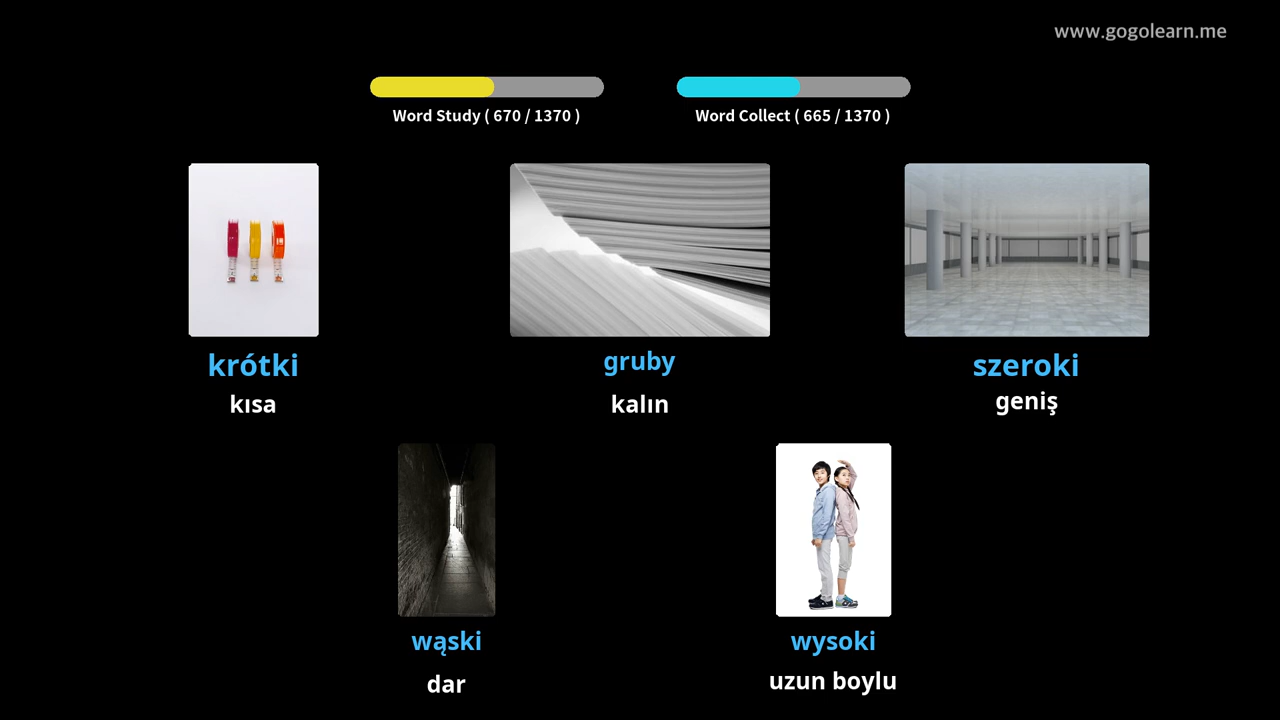 www.gogolearn.me
Word Study ( 670 / 1370 )
Word Collect ( 665 / 1370 )
krótki
kısa
gruby
kalın
szeroki
geniş
wąski
dar
wysoki
uzun boylu